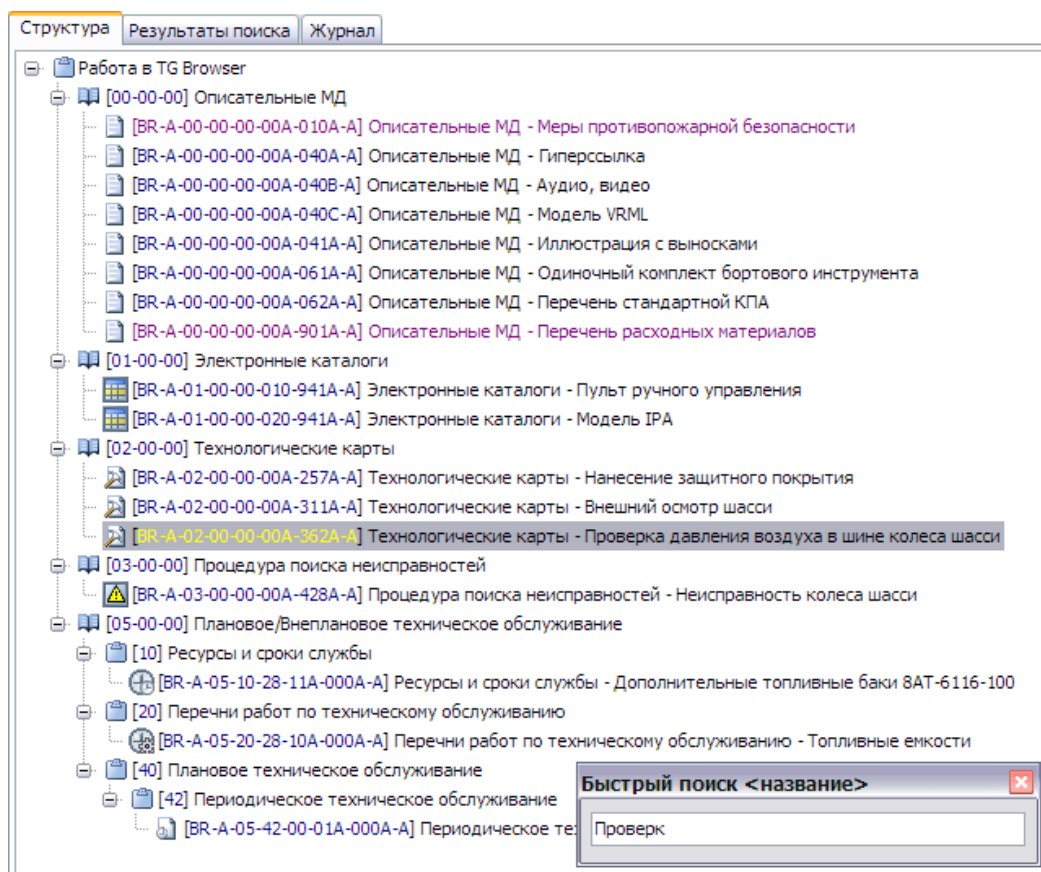 Структура Результаты поиска Журнал
Работа в TG Browser
[00-00-00] Описательные МД
[BR-A-00-00-00-00A-010A-A] Описательные МД - Меры противопожарной безопасности
[BR-A-00-00-00-00A-040A-A] Описательные МД - Гиперссылка
[BR-A-00-00-00-00A-040B-A] Описательные МД - Аудио, видео
[BR-A-00-00-00-00A-040C-A] Описательные МД - Модель VRML
[BR-A-00-00-00-00A-041A-A] Описательные МД - Иллюстрация с выносками
[BR-A-00-00-00-00A-061A-A] Описательные МД - Одиночный комплект бортового инструмента
[BR-A-00-00-00-00A-062A-A] Описательные МД - Перечень стандартной КПА
[BR-A-00-00-00-00A-901A-A] Описательные МД - Перечень расходных материалов
[01-00-00] Электронные каталоги
[BR-A-01-00-00-010-941A-A] Электронные каталоги - Пульт ручного управления
[BR-A-01-00-00-020-941A-A] Электронные каталоги - Модель IPA
[02-00-00] Технологические карты
[BR-A-02-00-00-00A-257A-A] Технологические карты - Нанесение защитного покрытия
[BR-A-02-00-00-00A-311A-A] Технологические карты - Внешний осмотр шасси
[BR-A-02-00-00-00A-362A-A] Технологические карты - Проверка давления воздуха в шине колеса шасси
[03-00-00] Процедура поиска неисправностей
[BR-A-03-00-00-00A-428A-A] Процедура поиска неисправностей - Неисправность колеса шасси
[05-00-00] Плановое/Внеплановое техническое обслуживание
[10] Ресурсы и сроки службы
[BR-A-05-10-28-11A-000A-A] Ресурсы и сроки службы - Дополнительные топливные баки 8АТ-6116-100
[20] Перечни работ по техническому обслуживанию
[BR-A-05-20-28-10A-000A-A] Перечни работ по техническому обслуживанию - Топливные емкости
[40] Плановое техническое обслуживание
[42] Периодическое техническое обслуживание
[BR-A-05-42-00-01A-000A-A] Периодическое те
Быстрый поиск <название>
Проверк